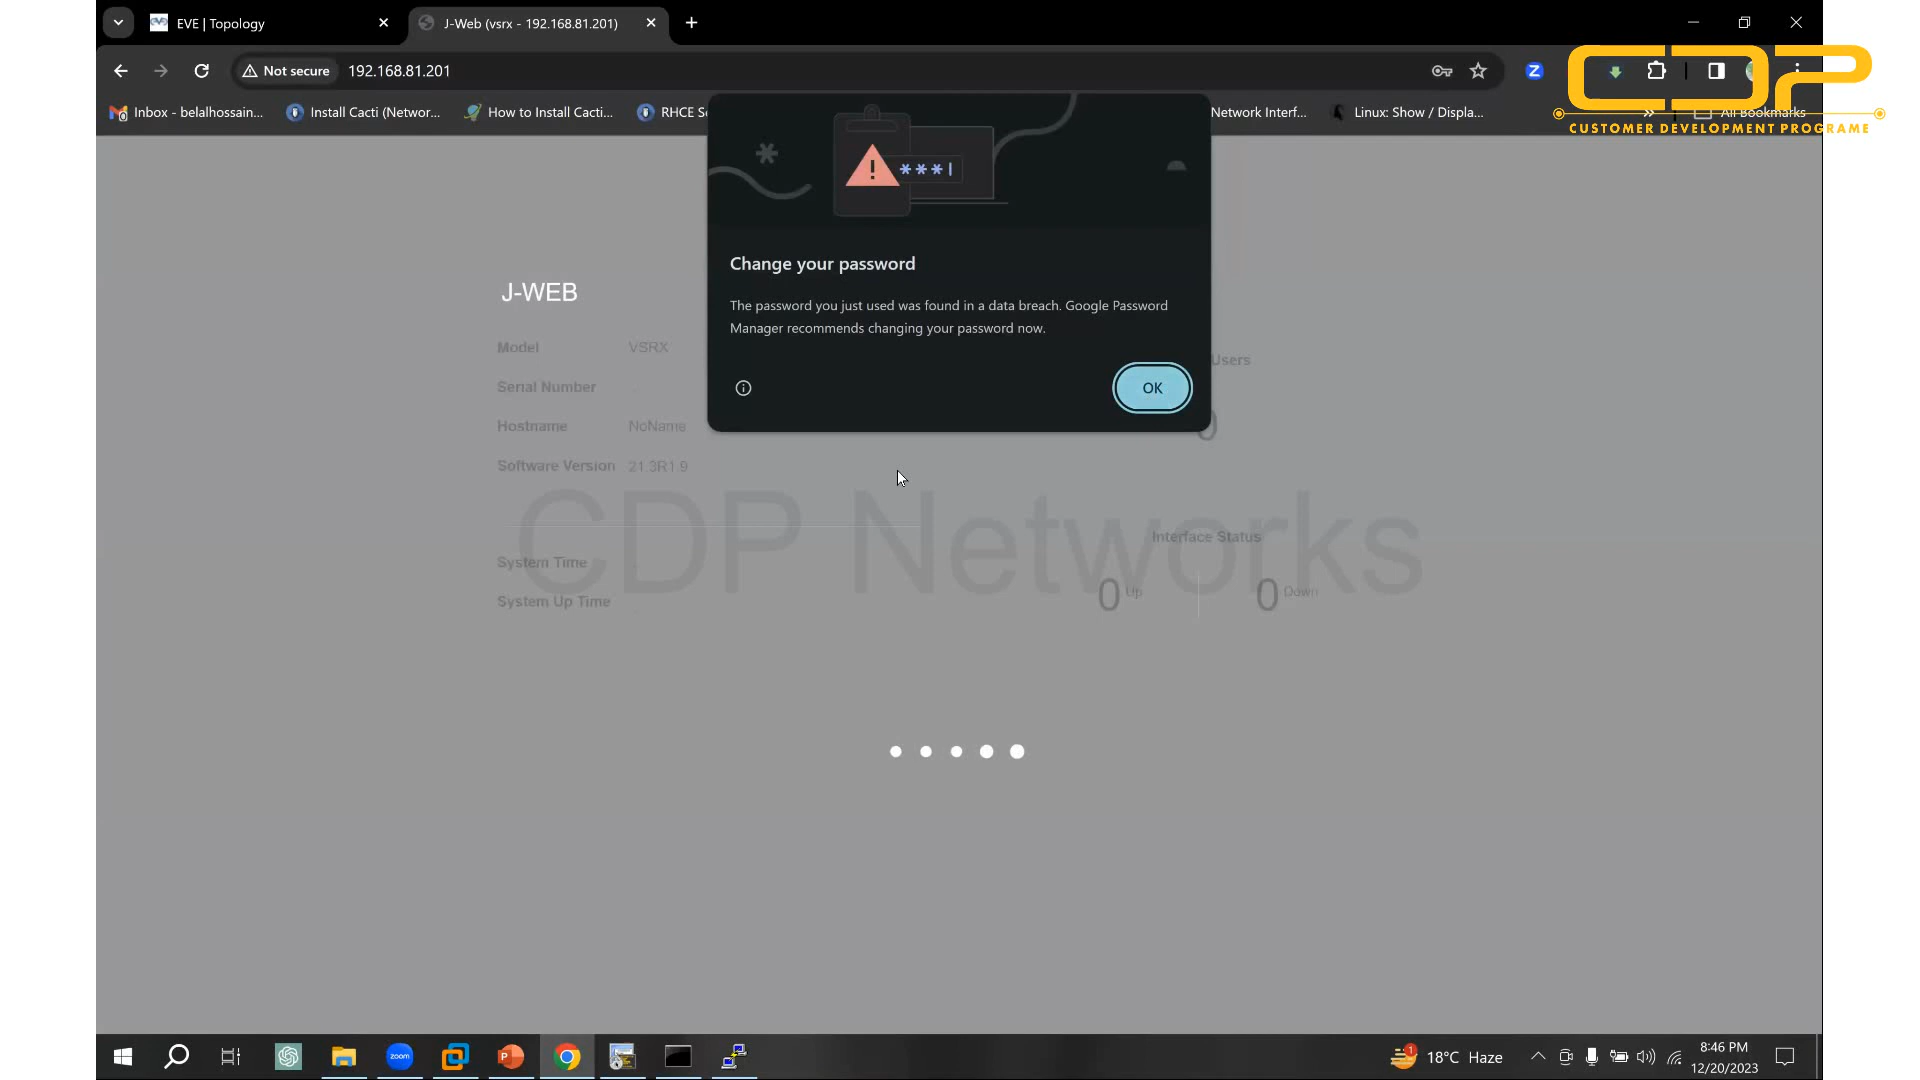 EVE | Topology
J-Web (vsrx - 192.168.81.201)
Not secure
192.168.81.201
Inbox - belalhossain...
Install Cacti (Networ...
How to Install Cacti...
RHCE S
Network Interf...
Linux: Show / Displa...
All Bookmarks
CUSTOMER DEVELOPMENT PROGRAME
CDP
***|
Change your password
The password you just used was found in a data breach. Google Password
Manager recommends changing your password now.
OK
J-WEB
Model VSRX
Serial Number
Hostname NoName
Software Version 21.3R1.9
System Time
System Up Time
Users
0
Interface Status
0 Up
0 Down
CDP Networks
zoom
1
18°C Haze
8:46 PM
12/20/2023